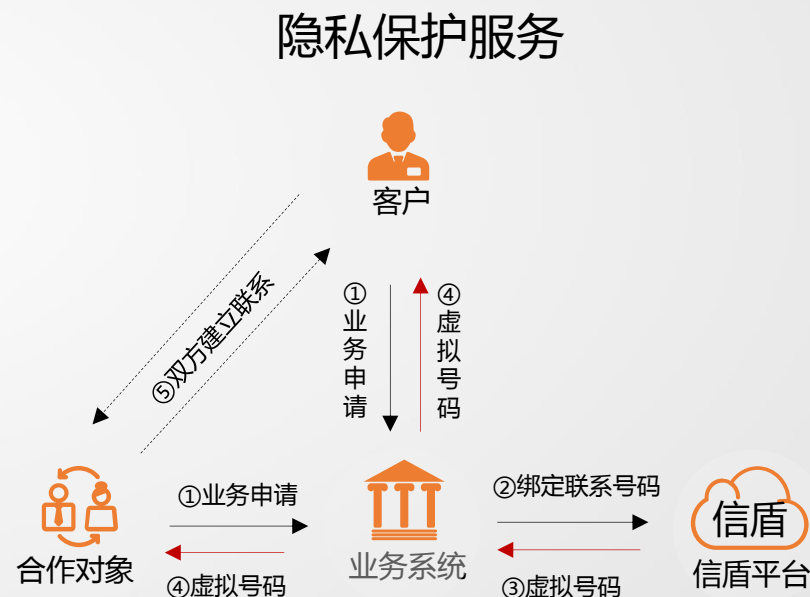 隐私保护服务
客户
⑤双方建立联系
①业务申请
④虚拟号码
①业务申请
②绑定联系号码
信盾
合作对象
业务系统
信盾平台
④虚拟号码
③虚拟号码